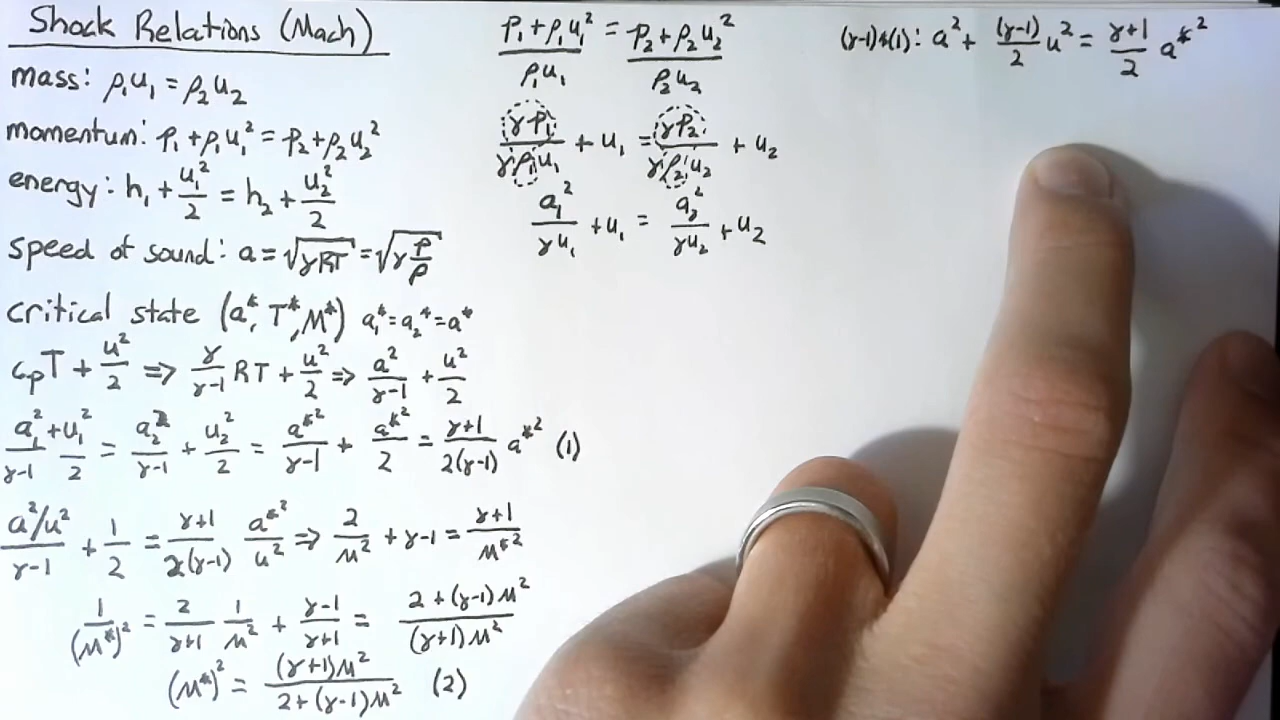 Shock Relations (Mach)
mass: ρ₁u₁ = ρ₂u₂
momentum: p₁ + ρ₁u₁² = p₂ + ρ₂u₂²
energy: h₁ + u₁²/2 = h₂ + u₂²/2
speed of sound: a = √(γRT) = √(γ p/ρ)
critical state (a*, T*, M*) a₁* = a₂* = a*
cₚT + u²/2 ⇒ γ/(γ-1) RT + u²/2 ⇒ a²/(γ-1) + u²/2
a₁²/(γ-1) + u₁²/2 = a₂²/(γ-1) + u₂²/2 = a*²/(γ-1) + a*²/2 = (γ+1)/(2(γ-1)) a*² (1)
(a²/u²)/(γ-1) + 1/2 = (γ+1)/(2(γ-1)) a*²/u² ⇒ 2/M² + γ-1 = (γ+1)/M*²
1/(M*)² = 2/(γ+1) 1/M² + (γ-1)/(γ+1) = (2+(γ-1)M²)/((γ+1)M²)
(M*)² = (γ+1)M²/(2+(γ-1)M²) (2)
(p₁ + ρ₁u₁²)/(ρ₁u₁) = (p₂ + ρ₂u₂²)/(ρ₂u₂)
γp₁/(γρ₁u₁) + u₁ = γp₂/(γρ₂u₂) + u₂
a₁²/(γu₁) + u₁ = a₂²/(γu₂) + u₂
(γ-1)*(1): a² + (γ-1)/2 u² = (γ+1)/2 a*²